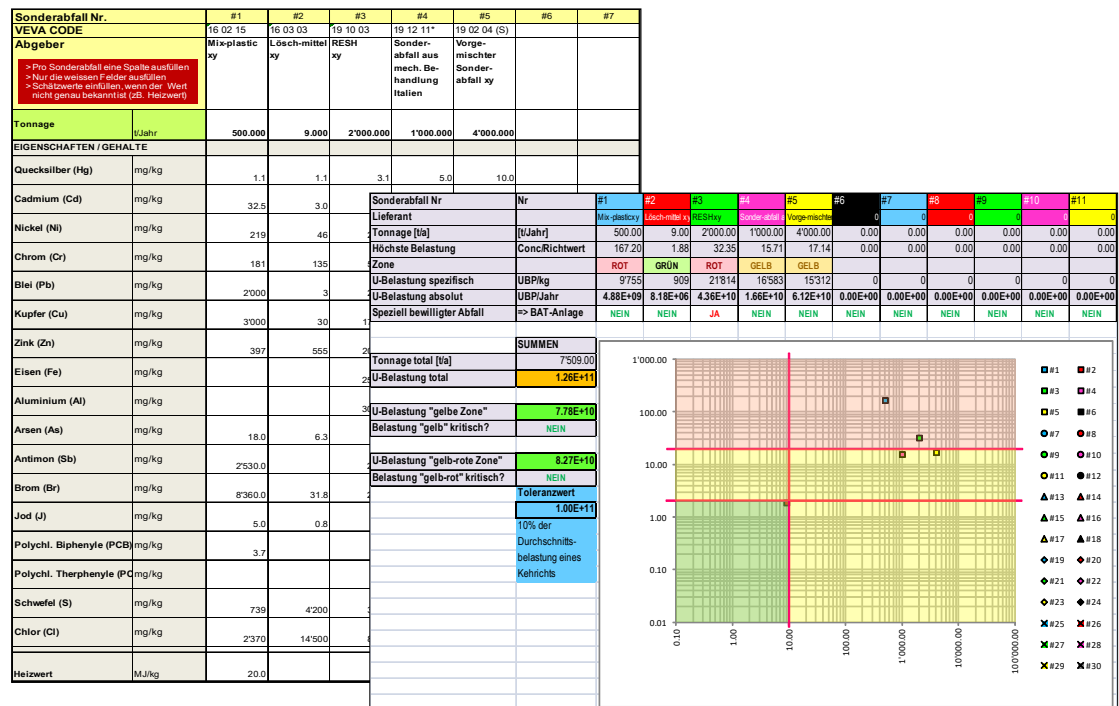 Sonderabfall Nr. #1 #2 #3 #4 #5 #6 #7
VEVA CODE 16 02 15 16 03 03 19 10 03 19 12 11* 19 02 04 (S)
Abgeber Mix-plastic Lösch-mittel RESH Sonder- Vorge-
xy xy xy abfall aus mischter
mech. Be- Sonder-
handlung abfall xy
Italien
> Pro Sonderabfall eine Spalte ausfüllen
> Nur die weissen Felder ausfüllen
> Schätzwerte einfüllen, wenn der Wert
nicht genau bekannt ist (zB. Heizwert)
Tonnage t/Jahr 500.000 9.000 2'000.000 1'000.000 4'000.000
EIGENSCHAFTEN / GEHALTE
Quecksilber (Hg) mg/kg 1.1 1.1 3.1 5.0 10.0
Cadmium (Cd) mg/kg 32.5 3.0
Nickel (Ni) mg/kg 219 46
Chrom (Cr) mg/kg 181 135
Blei (Pb) mg/kg 2'000 3
Kupfer (Cu) mg/kg 3'000 30
Zink (Zn) mg/kg 397 555
Eisen (Fe) mg/kg
Aluminium (Al) mg/kg
Arsen (As) mg/kg 18.0 6.3
Antimon (Sb) mg/kg 2'530.0
Brom (Br) mg/kg 8'360.0 31.8
Jod (J) mg/kg 5.0 0.8
Polychl. Biphenyle (PCB) mg/kg 3.7
Polychl. Therphenyle (PC mg/kg
Schwefel (S) mg/kg 739 4'200
Chlor (Cl) mg/kg 2'370 14'500
Heizwert MJ/kg 20.0
Sonderabfall Nr Nr #1 #2 #3 #4 #5 #6 #7 #8 #9 #10 #11
Lieferant Mix-plasticxy Lösch-mittel x RESHxy Sonder-abfall a Vorge-mischte 0 0 0 0 0 0
Tonnage [t/a] [t/Jahr] 500.00 9.00 2'000.00 1'000.00 4'000.00 0.00 0.00 0.00 0.00 0.00 0.00
Höchste Belastung Conc/Richtwert 167.20 1.88 32.35 15.71 17.14 0.00 0.00 0.00 0.00 0.00 0.00
Zone ROT GRÜN ROT GELB GELB
U-Belastung spezifisch UBP/kg 9'755 909 21'814 16'583 15'312 0 0 0 0 0 0
U-Belastung absolut UBP/Jahr 4.88E+09 8.18E+06 4.36E+10 1.66E+10 6.12E+10 0.00E+00 0.00E+00 0.00E+00 0.00E+00 0.00E+00 0.00E+00
Speziell bewilligter Abfall => BAT-Anlage NEIN NEIN JA NEIN NEIN NEIN NEIN NEIN NEIN NEIN NEIN
SUMMEN
Tonnage total [t/a] 7'509.00
U-Belastung total 1.26E+11
U-Belastung "gelbe Zone" 7.78E+10
Belastung "gelb" kritisch? NEIN
U-Belastung "gelb-rote Zone" 8.27E+10
Belastung "gelb-rot" kritisch? NEIN
Toleranzwert
1.00E+11
10% der
Durchschnitts-
belastung eines
Kehrichts
1'000.00
100.00
10.00
1.00
0.10
0.01
0.10 1.00 10.00 100.00 1'000.00 10'000.00 100'000.00
#1 #2
#3 #4
#5 #6
#7 #8
#9 #10
#11 #12
#13 #14
#15 #16
#17 #18
#19 #20
#21 #22
#23 #24
#25 #26
#27 #28
#29 #30